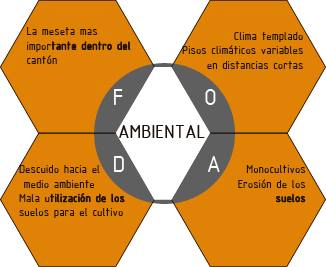 La meseta mas
importante dentro del
cantón
Clima templado
Pisos climáticos variables
en distancias cortas
F
O
AMBIENTAL
D
A
Descuido hacia el
medio ambiente
Mala utilización de los
suelos para el cultivo
Monocultivos
Erosión de los
suelos